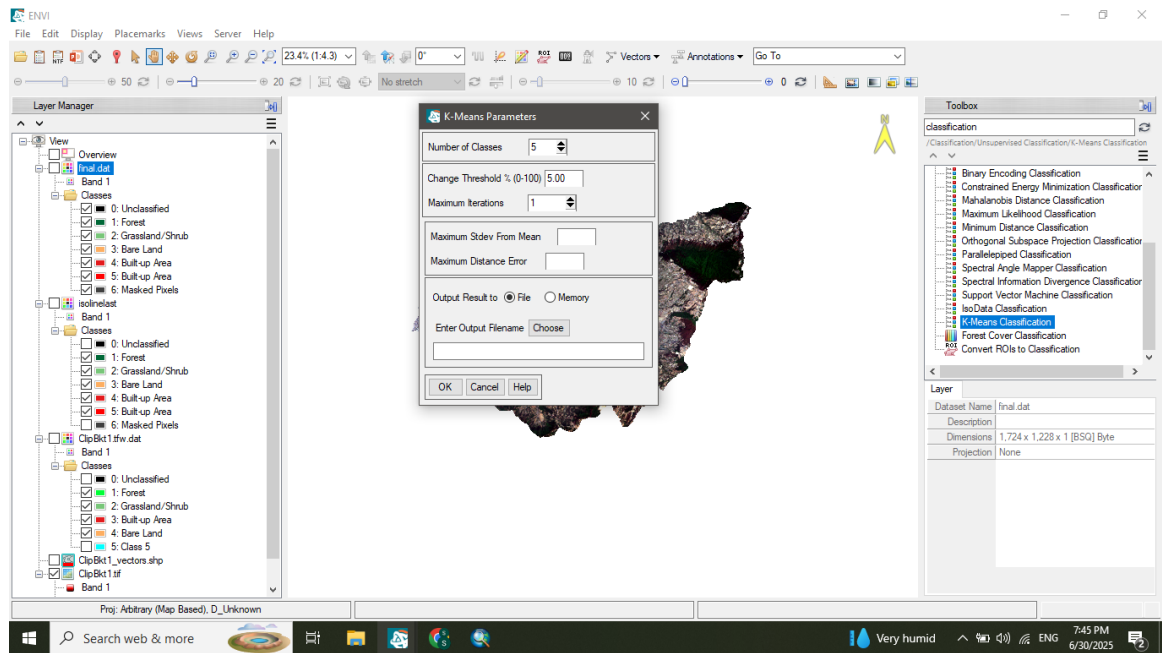 ENVI
File Edit Display Placemarks Views Server Help
NITF
23.4% (1:4.3)
0°
ROI
Vectors
Annotations
Go To
50
20
No stretch
10
0
Layer Manager
View
Overview
final.dat
Band 1
Classes
0: Unclassified
1: Forest
2: Grassland/Shrub
3: Bare Land
4: Built-up Area
5: Built-up Area
6: Masked Pixels
isolinelast
Band 1
Classes
0: Unclassified
1: Forest
2: Grassland/Shrub
3: Bare Land
4: Built-up Area
5: Built-up Area
6: Masked Pixels
ClipBkt1.tfw.dat
Band 1
Classes
0: Unclassified
1: Forest
2: Grassland/Shrub
3: Built-up Area
4: Bare Land
5: Class 5
ClipBkt1_vectors.shp
ClipBkt1.tif
Band 1
K-Means Parameters
Number of Classes 5
Change Threshold % (0-100) 5.00
Maximum Iterations 1
Maximum Stdev From Mean
Maximum Distance Error
Output Result to File Memory
Enter Output Filename Choose
OK Cancel Help
N
Toolbox
classification
/Classification/Unsupervised Classification/K-Means Classification
Binary Encoding Classification
Constrained Energy Minimization Classification
Mahalanobis Distance Classification
Maximum Likelihood Classification
Minimum Distance Classification
Orthogonal Subspace Projection Classification
Parallelepiped Classification
Spectral Angle Mapper Classification
Spectral Information Divergence Classification
Support Vector Machine Classification
IsoData Classification
K-Means Classification
Forest Cover Classification
ROI Convert ROIs to Classification
Layer
Dataset Name final.dat
Description
Dimensions 1,724 x 1,228 x 1 [BSQ] Byte
Projection None
Proj: Arbitrary (Map Based), D_Unknown
Search web & more
Very humid
ENG
7:45 PM
6/30/2025
2